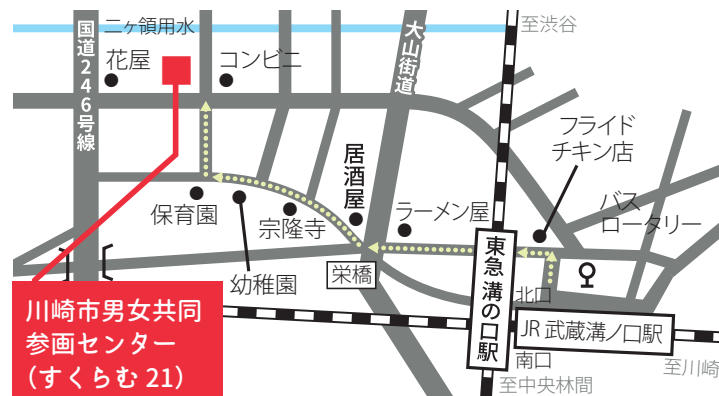 二ヶ領用水
至渋谷
国道246号線
花屋
コンビニ
大山街道
フライド
チキン店
居酒屋
保育園
宗隆寺
ラーメン屋
バス
ロータリー
幼稚園
栄橋
東急 溝の口駅
北口
JR 武蔵溝ノ口駅
南口
至川崎
至中央林間
川崎市男女共同
参画センター
(すくらむ 21)